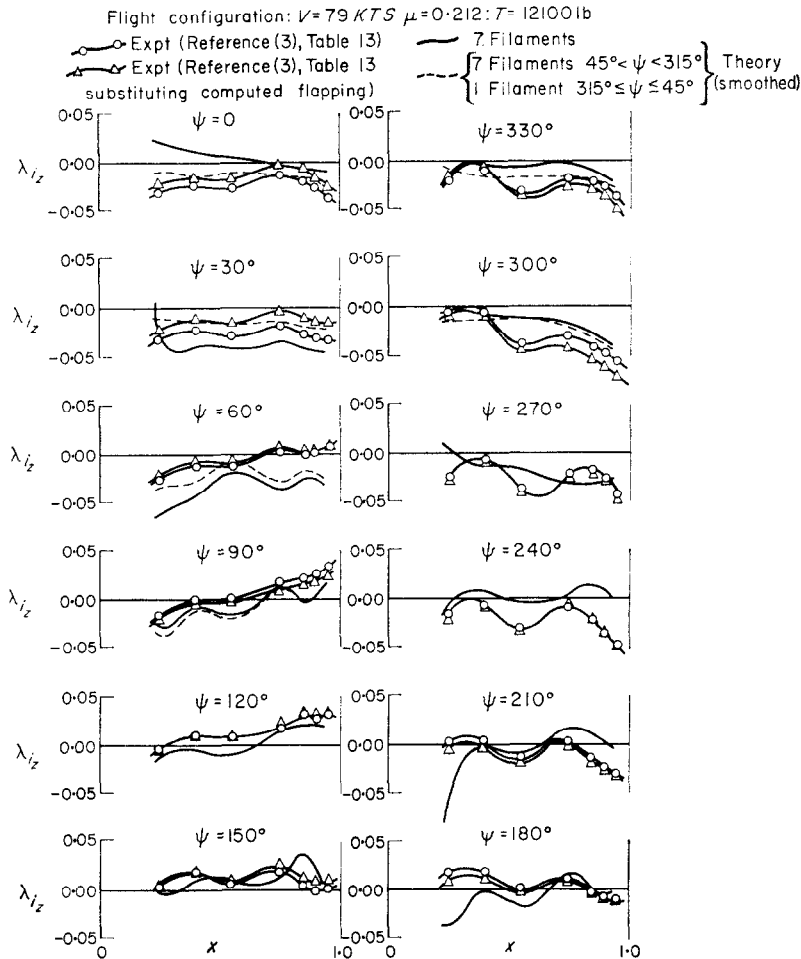 Flight configuration: V=79 KTS μ=0·212: T= 12100 lb
Expt (Reference (3), Table 13)
Expt (Reference (3), Table 13
substituting computed flapping)
7 Filaments
7 Filaments 45°< ψ <315°
1 Filament 315°≤ψ≤45°
Theory
(smoothed)
0·05
ψ=0
λiz
0·00
-0·05
0·05
ψ=330°
0·00
-0·05
0·05
ψ = 30°
λiz
0·00
-0·05
0·05
ψ = 300°
0·00
-0·05
0·05
ψ = 60°
λiz
0·00
-0·05
0·05
ψ = 270°
0·00
-0·05
0·05
ψ = 90°
λiz
0·00
-0·05
0·05
ψ = 240°
0·00
-0·05
0·05
ψ =120°
λiz
0·00
-0·05
0·05
ψ = 210°
0·00
-0·05
0·05
ψ =150°
λiz
0·00
-0·05
0·05
ψ = 180°
0·00
-0·05
0 x 1·0 0 x 1·0